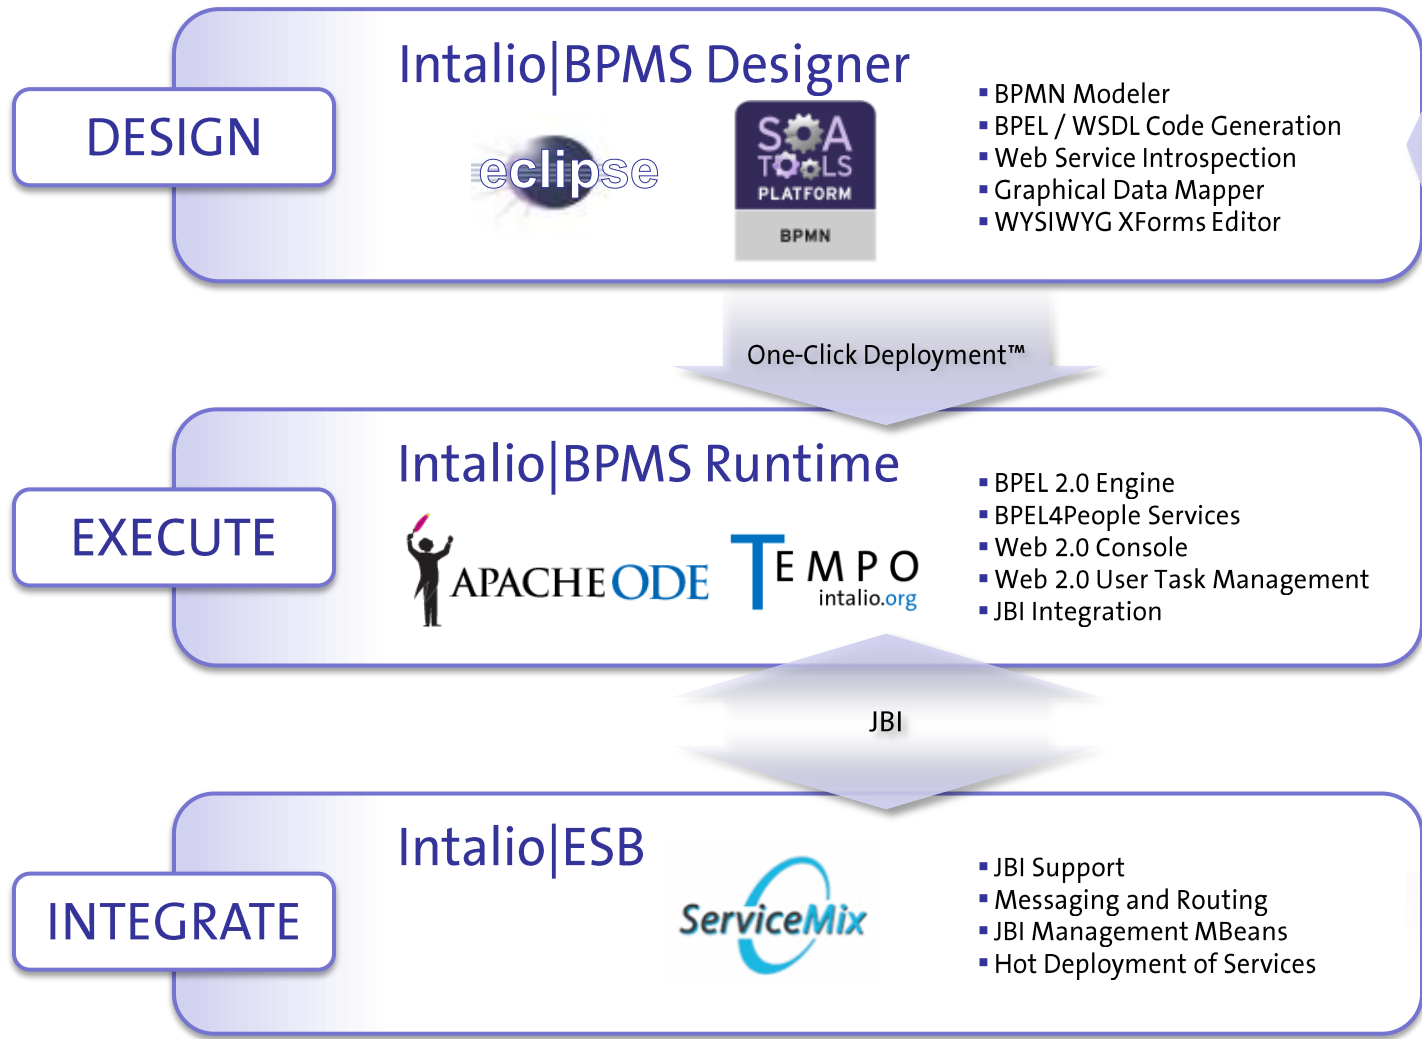 Intalio|BPMS Designer
DESIGN
eclipse
SOA
TOOLS
PLATFORM
BPMN
▪ BPMN Modeler
▪ BPEL / WSDL Code Generation
▪ Web Service Introspection
▪ Graphical Data Mapper
▪ WYSIWYG XForms Editor
One-Click Deployment™
Intalio|BPMS Runtime
EXECUTE
APACHE ODE
TEMPO
intalio.org
▪ BPEL 2.0 Engine
▪ BPEL4People Services
▪ Web 2.0 Console
▪ Web 2.0 User Task Management
▪ JBI Integration
JBI
Intalio|ESB
INTEGRATE
ServiceMix
▪ JBI Support
▪ Messaging and Routing
▪ JBI Management MBeans
▪ Hot Deployment of Services